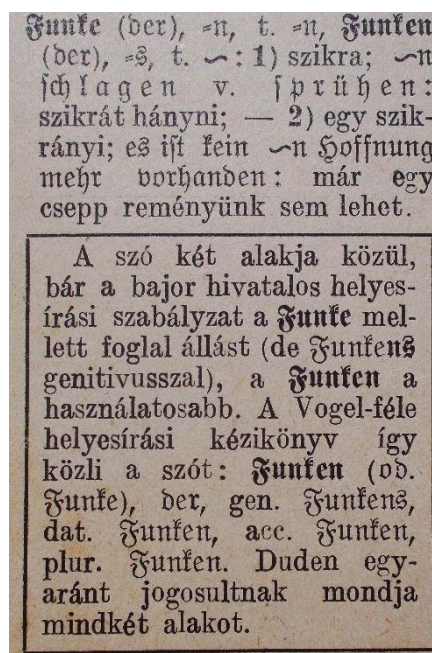 Funke (der), -n, t. -n, Funken
(der), -s, t. ∽: 1) szikra; ∽n
schlagen v. sprühen:
szikrát hányni; — 2) egy szik-
rányi; es ist kein ∽n Hoffnung
mehr vorhanden: már egy
csepp reményünk sem lehet.
A szó két alakja közül,
bár a bajor hivatalos helyes-
írási szabályzat a Funke mel-
lett foglal állást (de Funkens
genitivusszal), a Funken a
használatosabb. A Vogel-féle
helyesírási kézikönyv így
közli a szót: Funken (od.
Funke), der, gen. Funkens,
dat. Funken, acc. Funken,
plur. Funken. Duden egy-
aránt jogosultnak mondja
mindkét alakot.